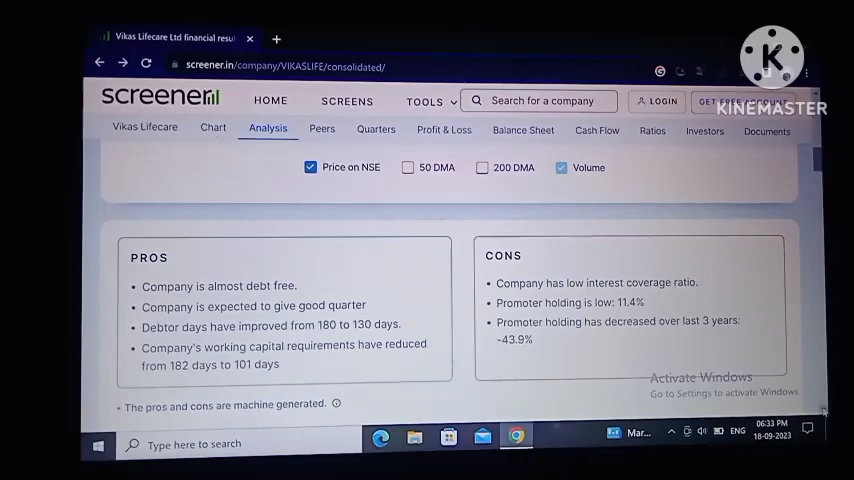 Vikas Lifecare Ltd financial resu
screener.in/company/VIKASLIFE/consolidated/
K
KINEMASTER
screener
HOME
SCREENS
TOOLS
Search for a company
LOGIN
GET FREE ACCOUNT
Vikas Lifecare
Chart
Analysis
Peers
Quarters
Profit & Loss
Balance Sheet
Cash Flow
Ratios
Investors
Documents
Price on NSE
50 DMA
200 DMA
Volume
PROS
• Company is almost debt free.
• Company is expected to give good quarter
• Debtor days have improved from 180 to 130 days.
• Company's working capital requirements have reduced
from 182 days to 101 days
CONS
• Company has low interest coverage ratio.
• Promoter holding is low: 11.4%
• Promoter holding has decreased over last 3 years:
-43.9%
* The pros and cons are machine generated.
Activate Windows
Go to Settings to activate Windows
Type here to search
Mar...
ENG
06:33 PM
18-09-2023